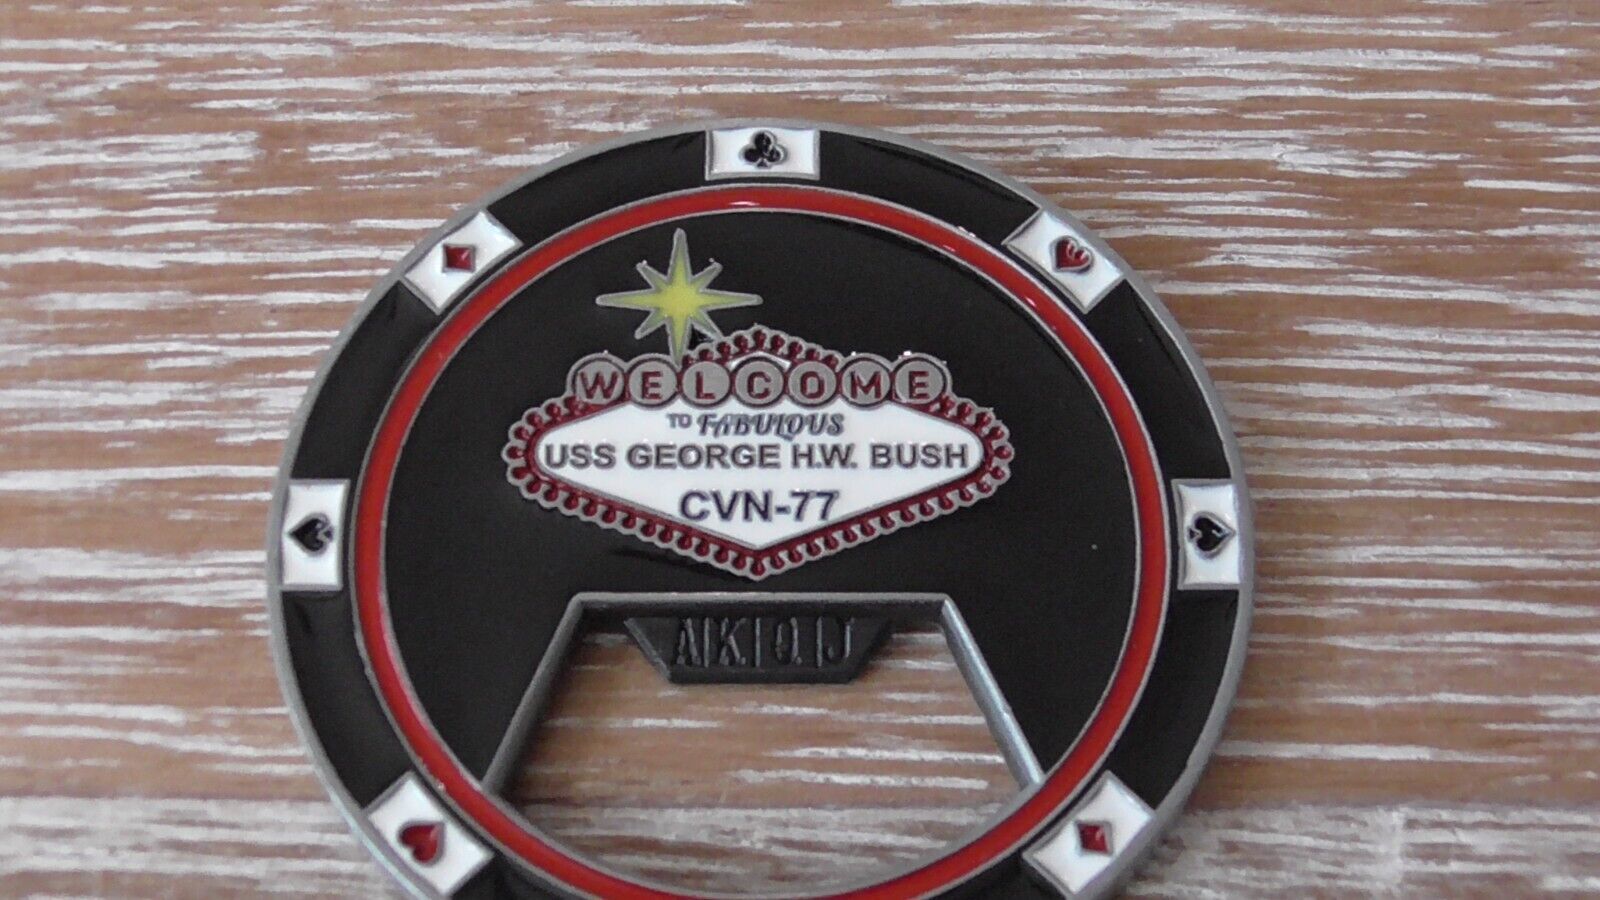 WELCOME
TO FABULOUS
USS GEORGE H.W. BUSH
CVN-77
A|K|Q|J